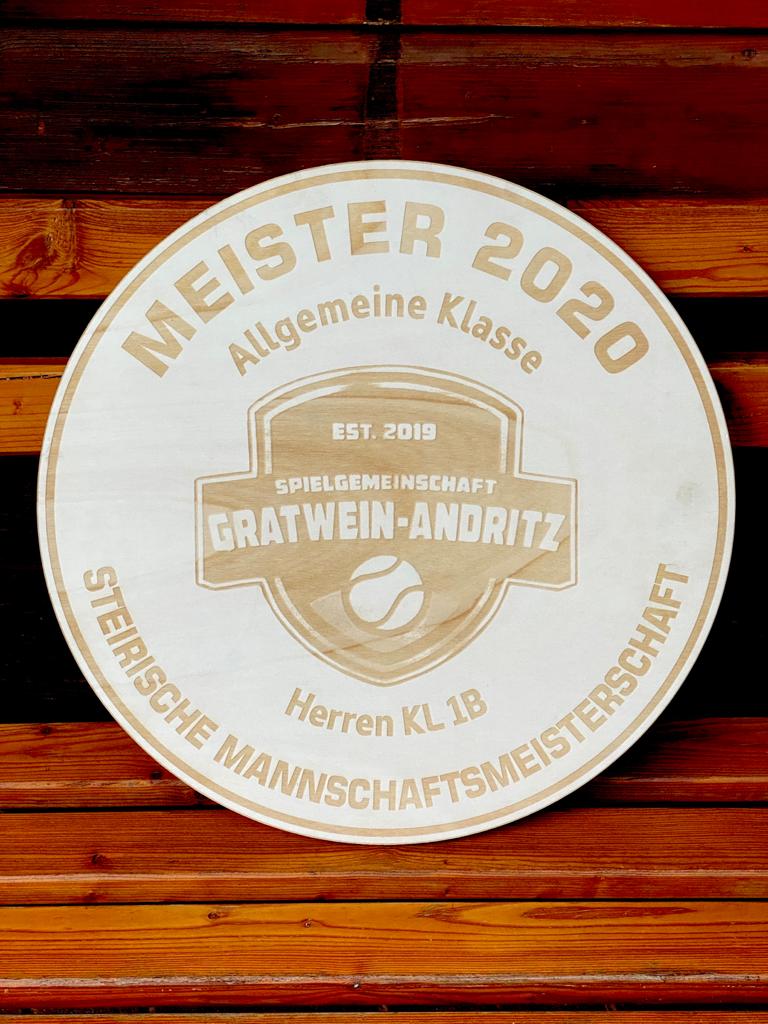 MEISTER 2020
Allgemeine Klasse
EST. 2019
SPIELGEMEINSCHAFT
GRATWEIN-ANDRITZ
Herren KL 1B
STEIRISCHE MANNSCHAFTSMEISTERSCHAFT